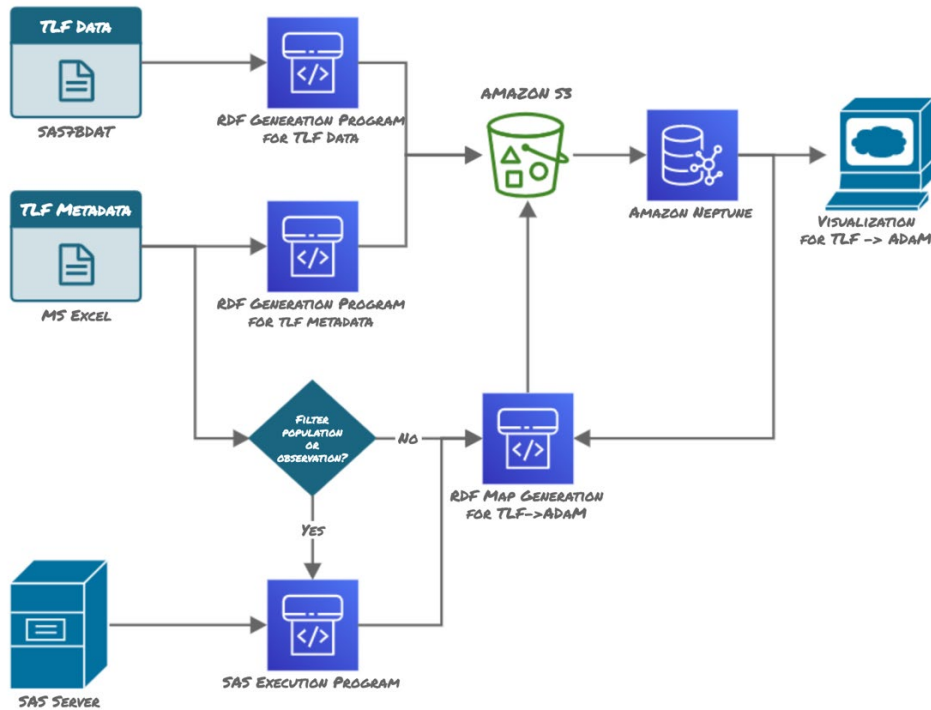 TLF Data
SAS7BDAT
RDF Generation Program
for TLF Data
AMAZON S3
Amazon Neptune
Visualization
for TLF -> ADaM
TLF Metadata
MS Excel
RDF Generation Program
for TLF metadata
Filter
population
or
observation?
No
Yes
RDF Map Generation
for TLF->ADaM
SAS Execution Program
SAS Server